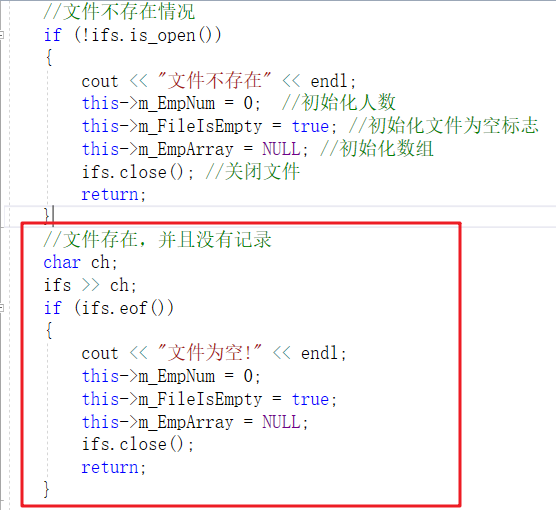 //文件不存在情况
if (!ifs.is_open())
{
cout << "文件不存在" << endl;
this->m_EmpNum = 0;  //初始化人数
this->m_FileIsEmpty = true; //初始化文件为空标志
this->m_EmpArray = NULL; //初始化数组
ifs.close(); //关闭文件
return;
}
//文件存在，并且没有记录
char ch;
ifs >> ch;
if (ifs.eof())
{
cout << "文件为空!" << endl;
this->m_EmpNum = 0;
this->m_FileIsEmpty = true;
this->m_EmpArray = NULL;
ifs.close();
return;
}